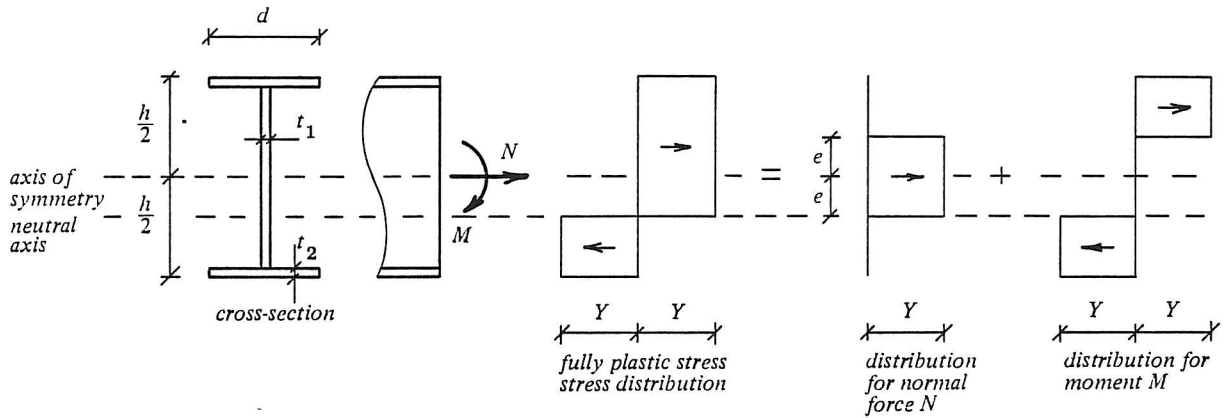 d
h/2
t₁
N
e
axis of
symmetry
=
+
neutral
axis
h/2
M
e
t₂
cross-section
Y Y
Y
Y Y
fully plastic stress
stress distribution
distribution
for normal
force N
distribution for
moment M